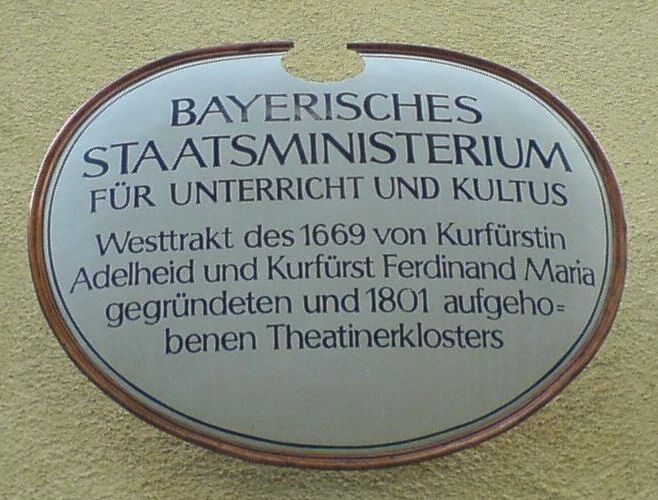 BAYERISCHES
STAATSMINISTERIUM
FÜR UNTERRICHT UND KULTUS
Westtrakt des 1669 von Kurfürstin
Adelheid und Kurfürst Ferdinand Maria
gegründeten und 1801 aufgeho=
benen Theatinerklosters